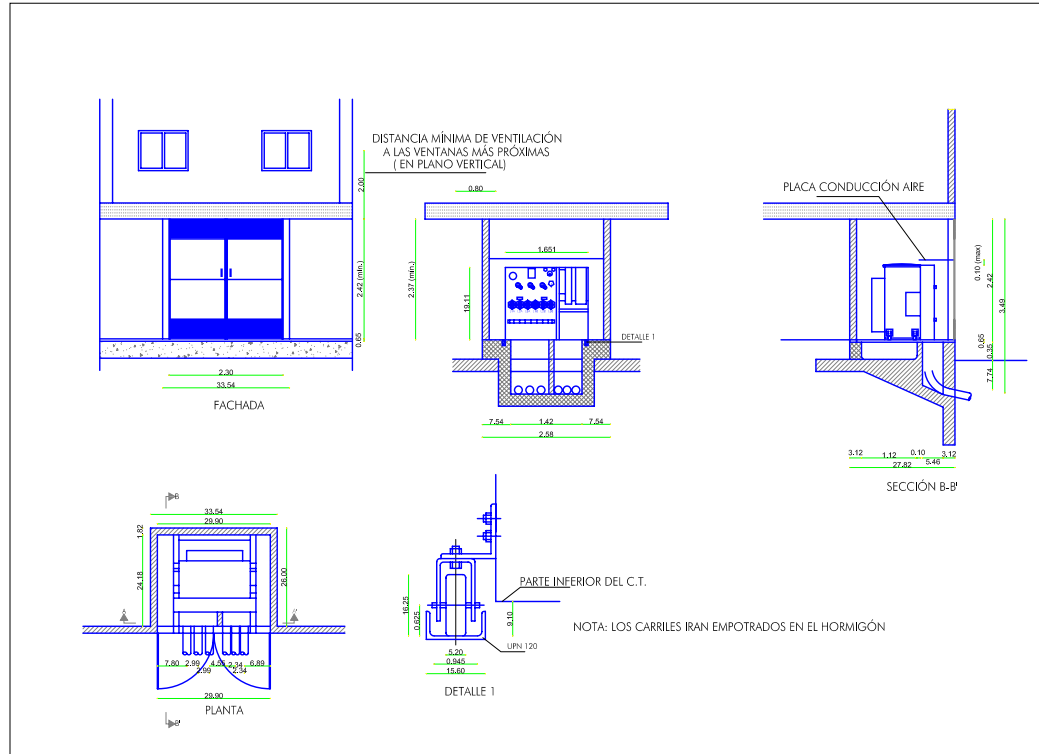 DISTANCIA MÍNIMA DE VENTILACIÓN
A LAS VENTANAS MÁS PRÓXIMAS
( EN PLANO VERTICAL)
2.00
2.42 (mín.)
0.65
2.30
33,54
FACHADA
0.80
2.37 (mín.)
1.651
19.11
DETALLE 1
7.54
1.42
7.54
2.58
PLACA CONDUCCIÓN AIRE
0.10 (max)
2.42
3.49
0.65
0.35
7.74
3.12
1.12
0.10
3.12
27.82
5.46
SECCIÓN B-B'
B
33.54
29.90
1.82
24.18
26.00
A
7.80
2.99
2.99
4.55
2.34
2.34
6.89
29.90
PLANTA
B'
16.25
0.625
9.10
PARTE INFERIOR DEL C.T.
UPN 120
5.20
0.945
15.60
DETALLE 1
NOTA: LOS CARRILES IRAN EMPOTRADOS EN EL HORMIGÓN